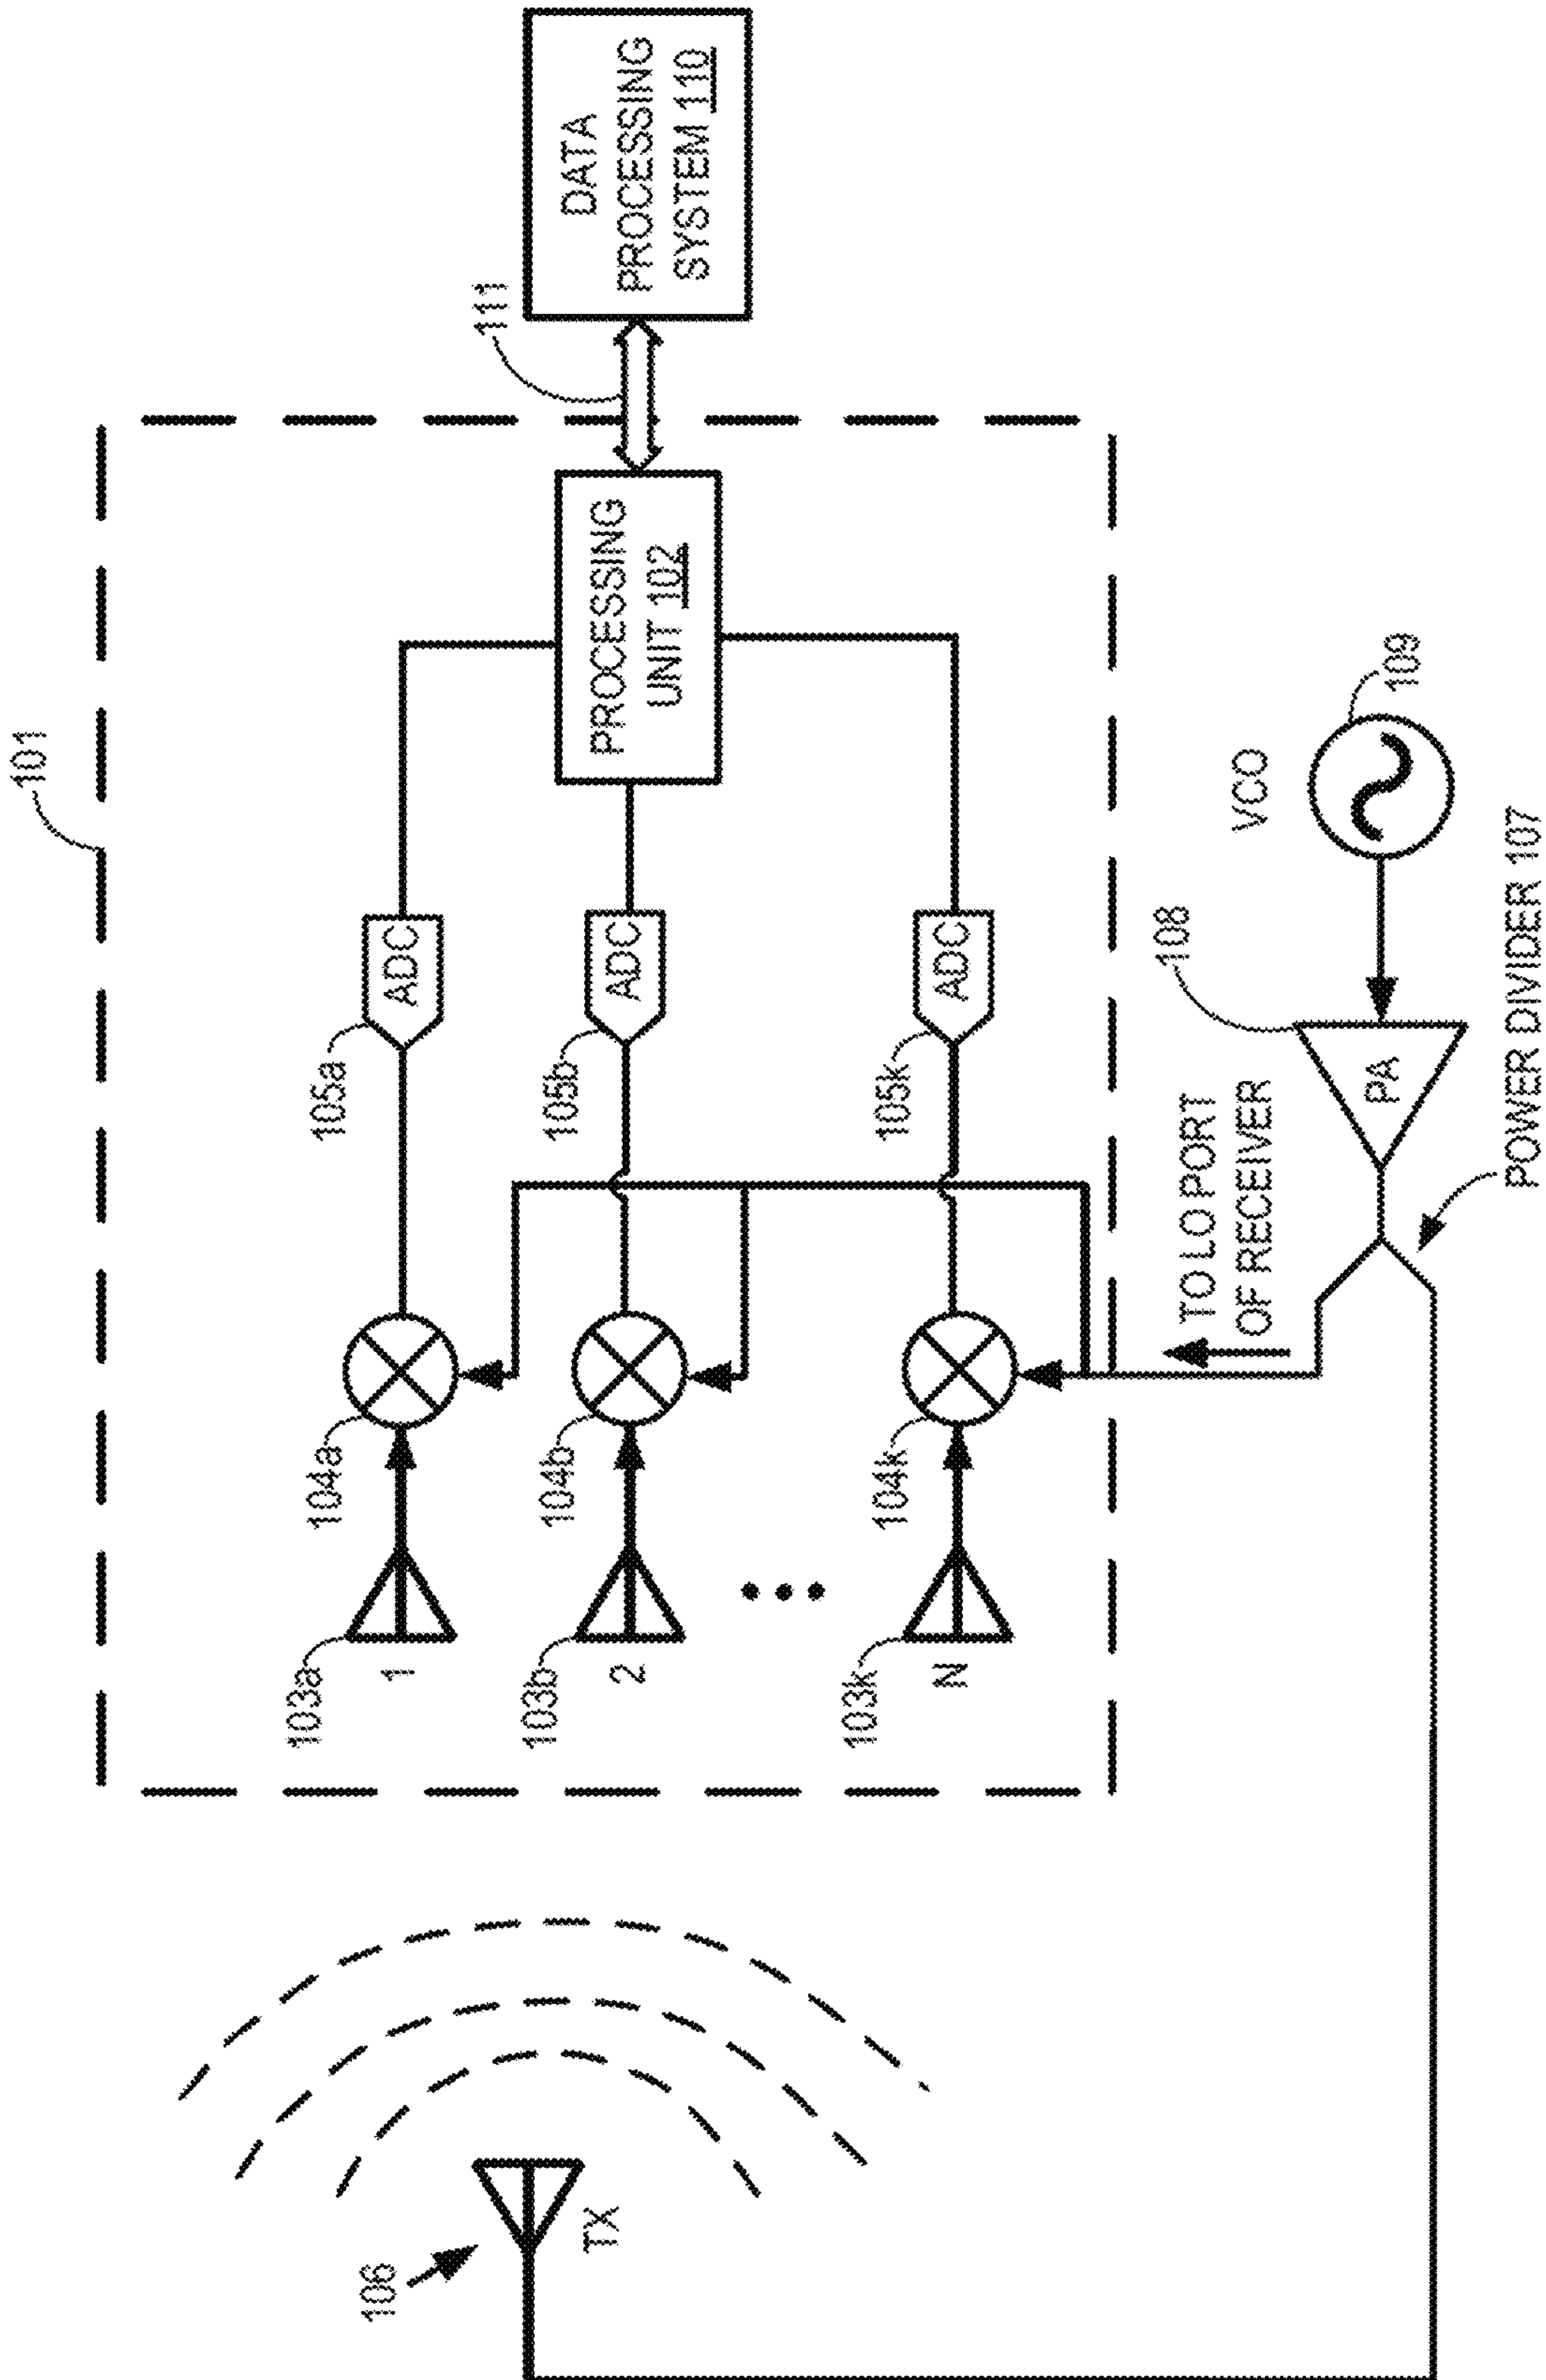 101
111
DATA
PROCESSING
SYSTEM 110
PROCESSING
UNIT 102
105a
ADC
105b
ADC
105k
ADC
104a
104b
104k
103a
1
103b
2
103k
N
106
TX
TO LO PORT
OF RECEIVER
108
PA
VCO
109
POWER DIVIDER 107